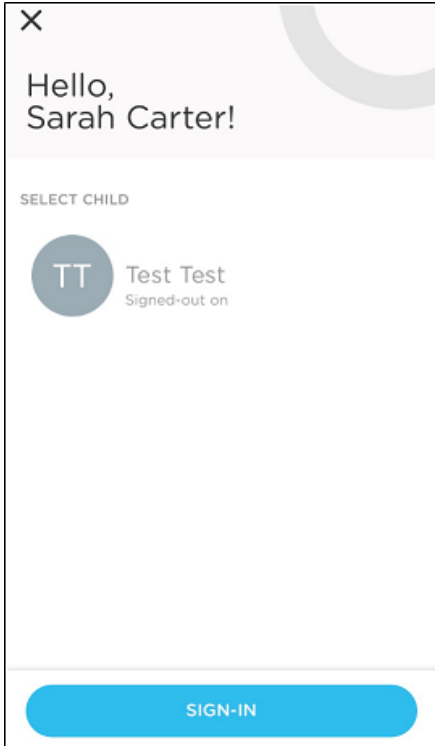 Hello,
Sarah Carter!
SELECT CHILD
TT
Test Test
Signed-out on
SIGN-IN